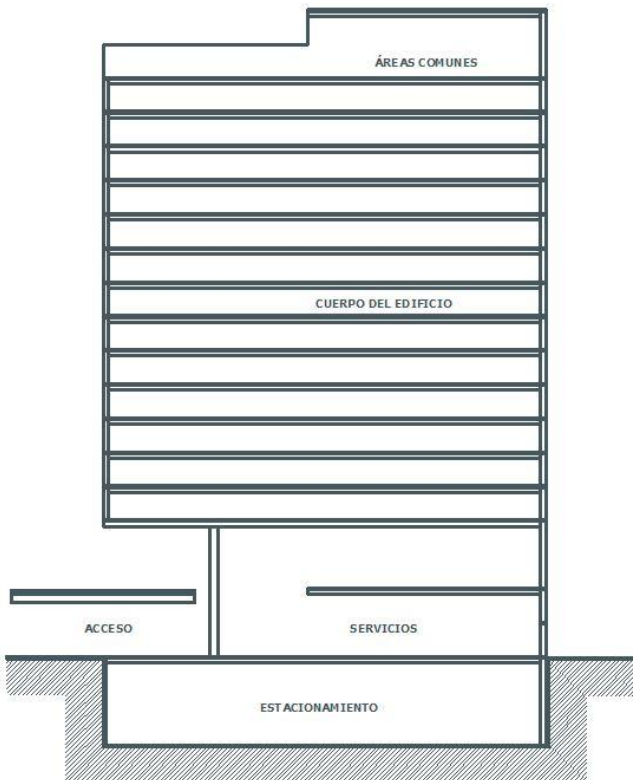 ÁREAS COMUNES
CUERPO DEL EDIFICIO
ACCESO
SERVICIOS
ESTACIONAMIENTO